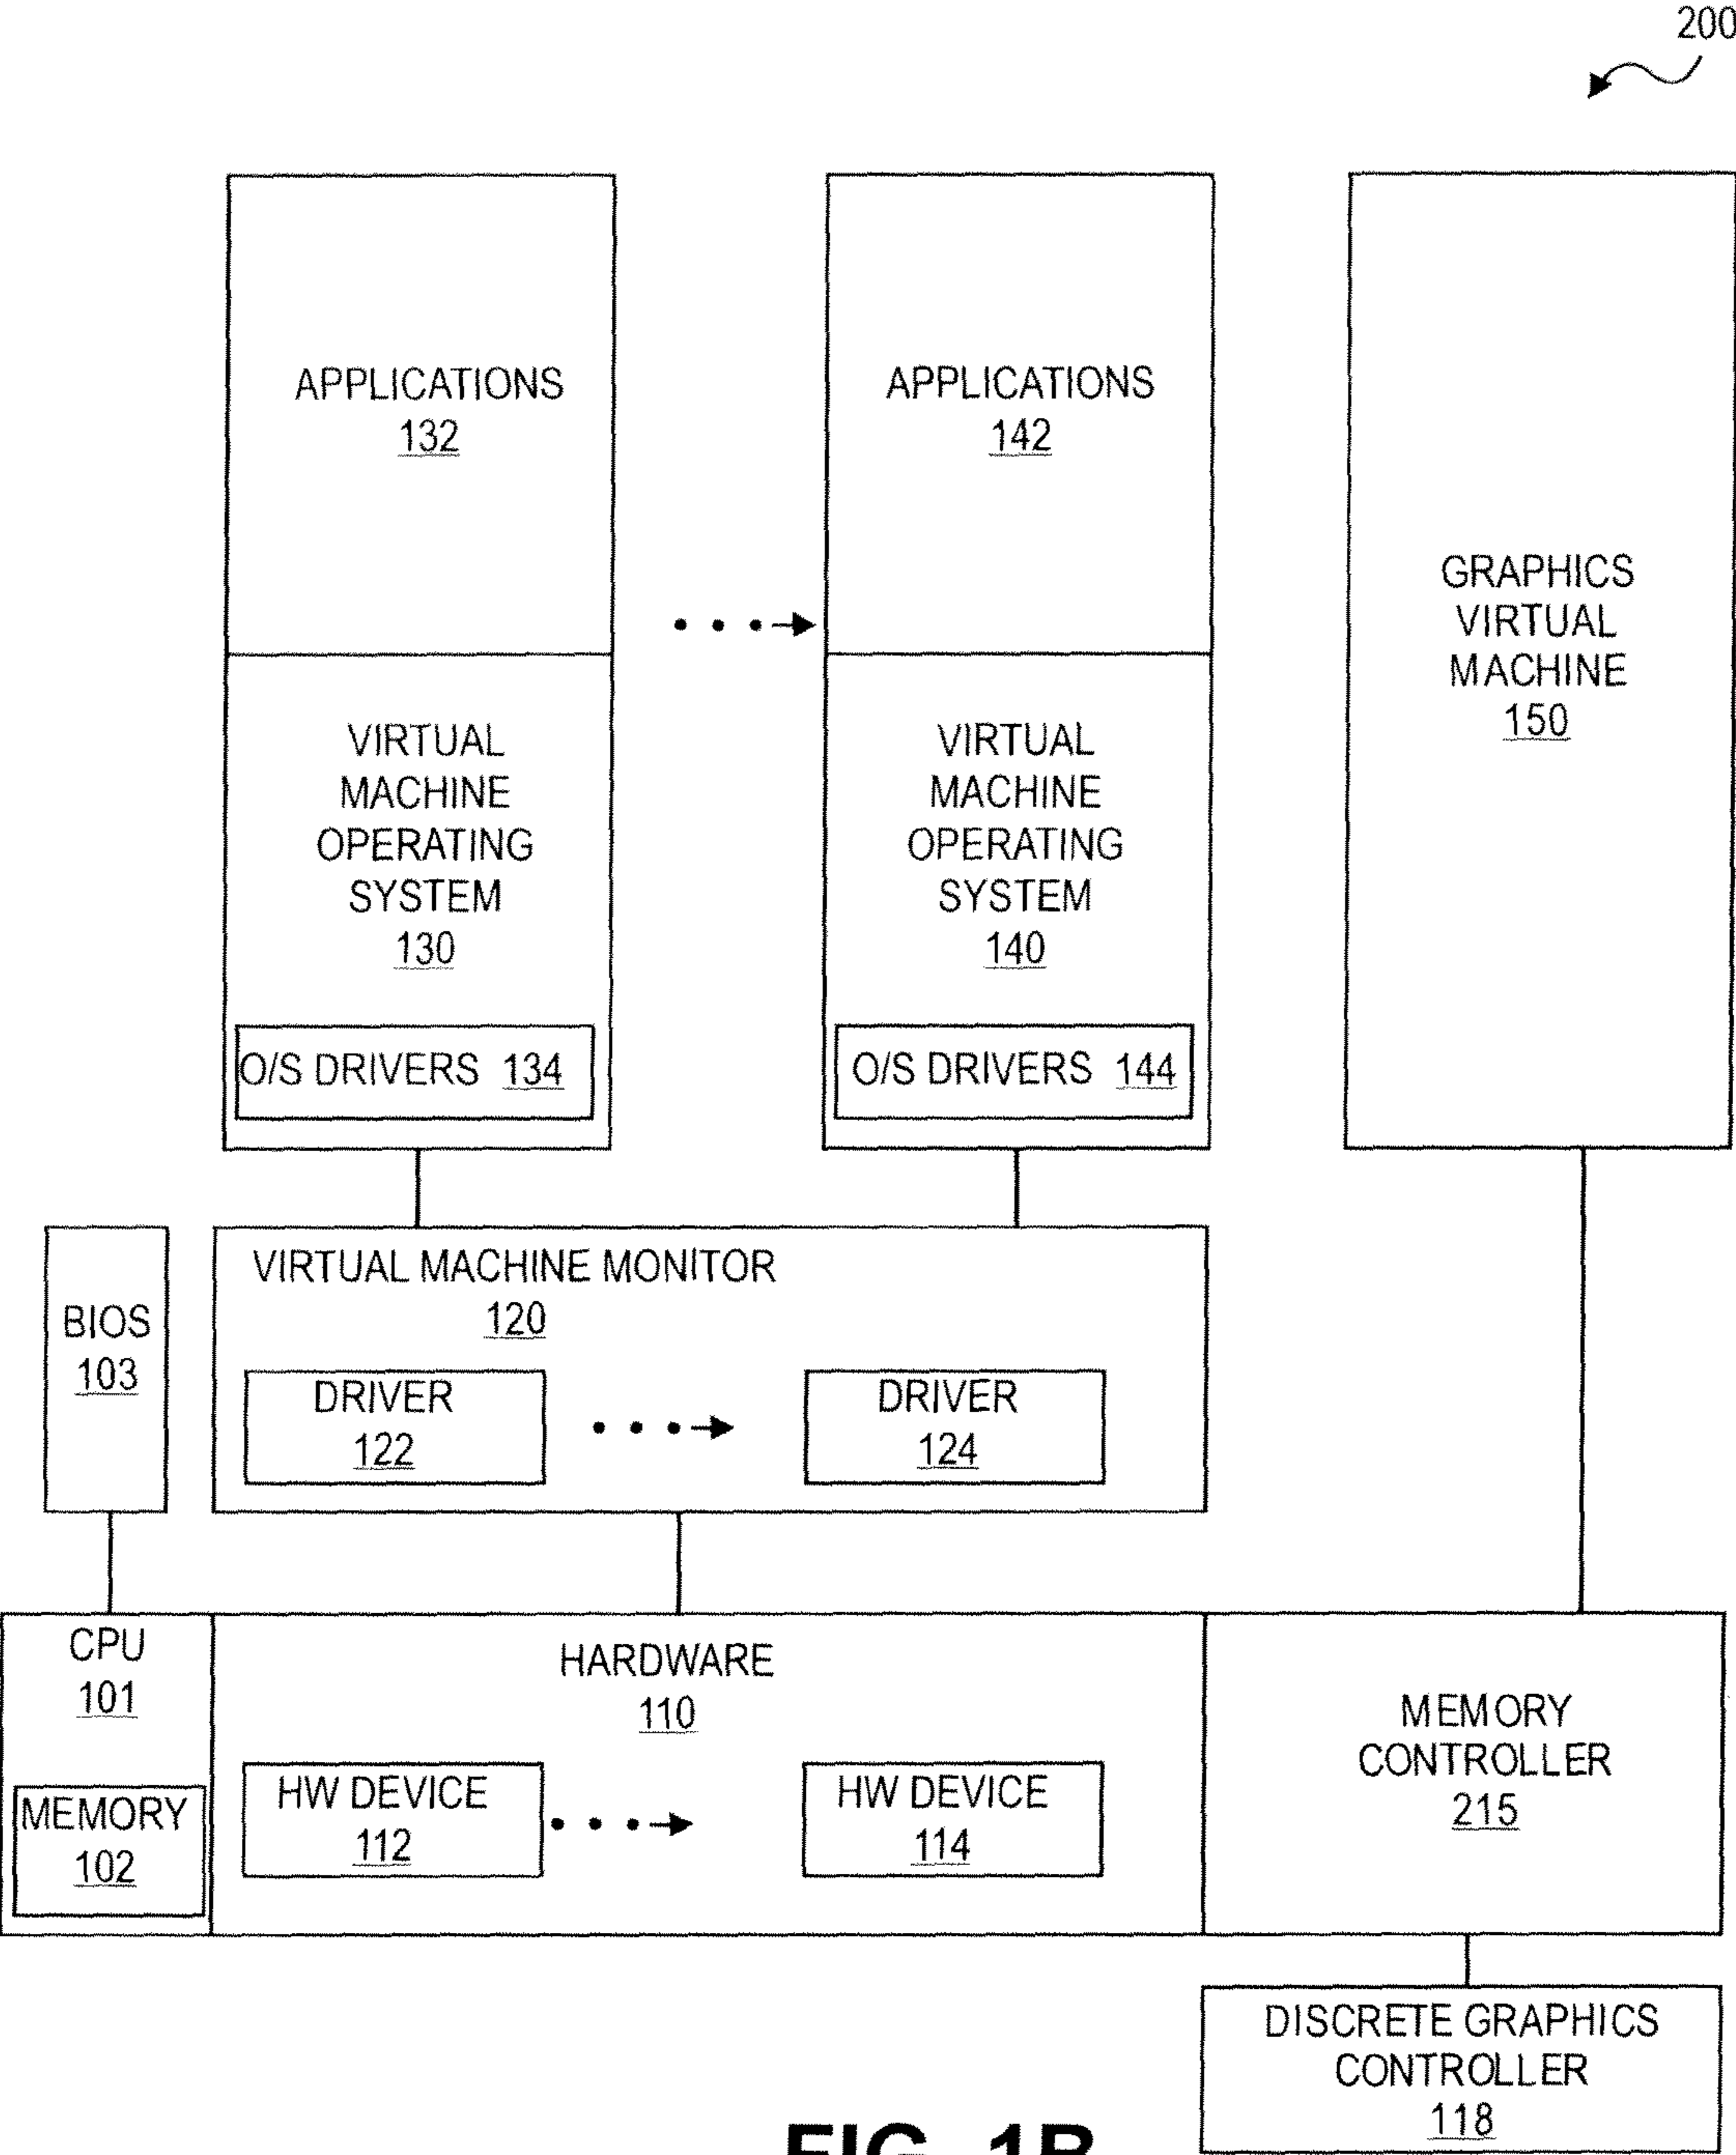 200
APPLICATIONS
132
APPLICATIONS
142
GRAPHICS
VIRTUAL
MACHINE
150
VIRTUAL
MACHINE
OPERATING
SYSTEM
130
VIRTUAL
MACHINE
OPERATING
SYSTEM
140
O/S DRIVERS 134
O/S DRIVERS 144
BIOS
103
VIRTUAL MACHINE MONITOR
120
DRIVER
122
DRIVER
124
CPU
101
MEMORY
102
HARDWARE
110
HW DEVICE
112
HW DEVICE
114
MEMORY
CONTROLLER
215
DISCRETE GRAPHICS
CONTROLLER
118
FIG. 1B